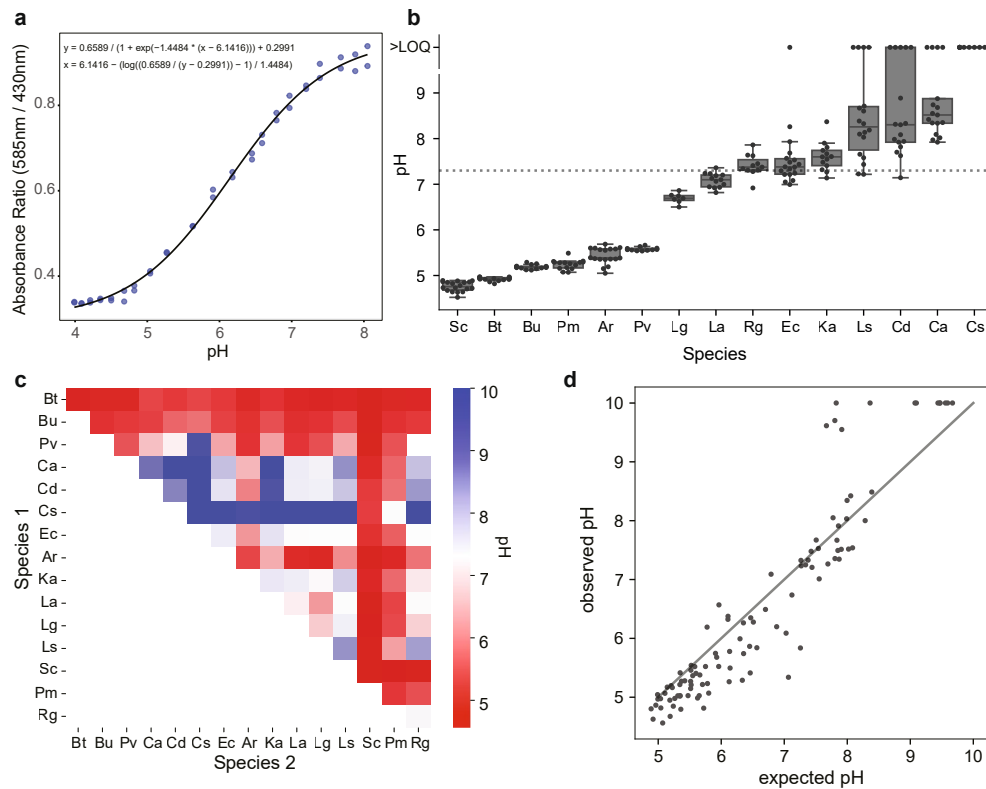 a
y = 0.6589 / (1 + exp(−1.4484 * (x − 6.1416))) + 0.2991
x = 6.1416 − (log((0.6589 / (y − 0.2991)) − 1) / 1.4484)
Absorbance Ratio (585nm / 430nm)
0.8
0.6
0.4
4 5 6 7 8
pH
b
>LOQ
9
8
7
6
5
pH
Sc Bt Bu Pm Ar Pv Lg La Rg Ec Ka Ls Cd Ca Cs
Species
c
Species 1
Bt
Bu
Pv
Ca
Cd
Cs
Ec
Ar
Ka
La
Lg
Ls
Sc
Pm
Rg
Bt Bu Pv Ca Cd Cs Ec Ar Ka La Lg Ls Sc Pm Rg
Species 2
10
9
8
7
6
5
pH
d
observed pH
10
9
8
7
6
5
5 6 7 8 9 10
expected pH